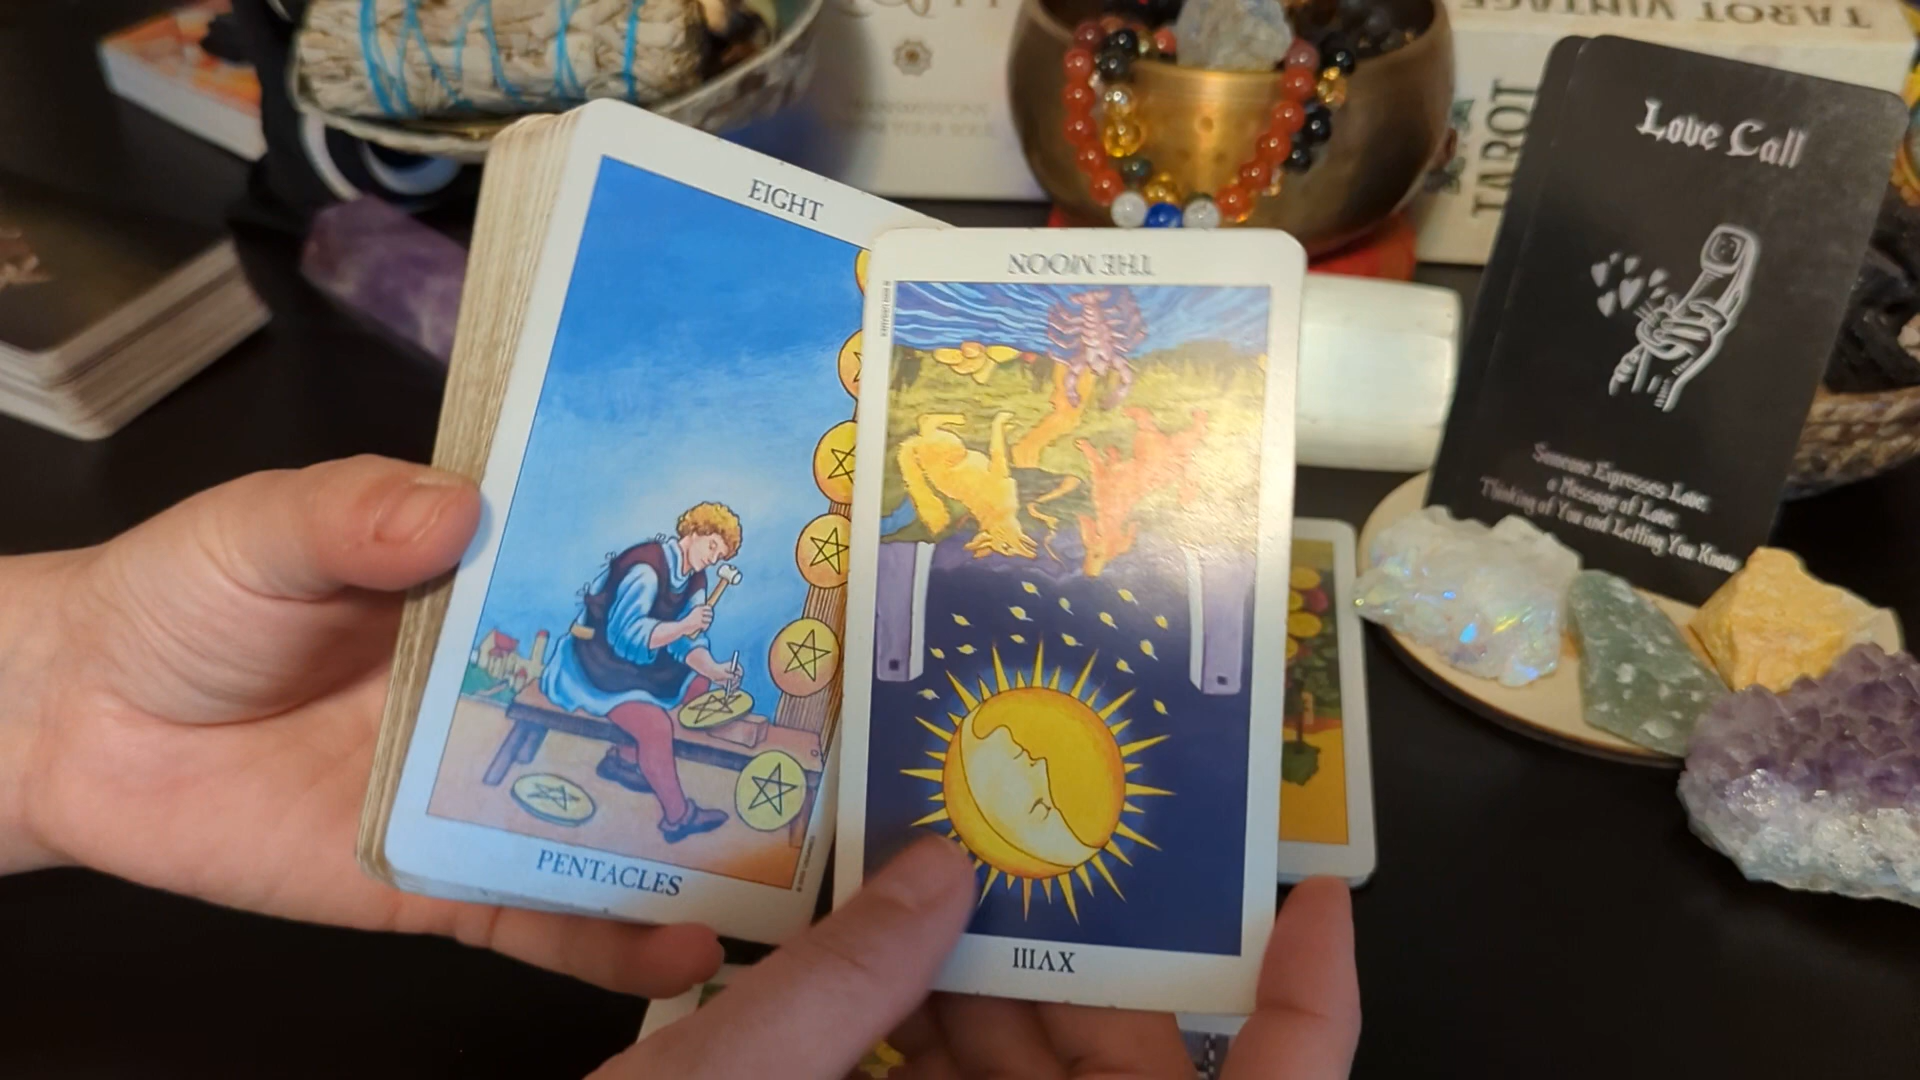 EIGHT
PENTACLES
THE MOON
XVIII
Love Call
Someone Expresses Love
a Message of Love
Thinking of You and Letting You Know
TAROT VINTAGE
TAROT